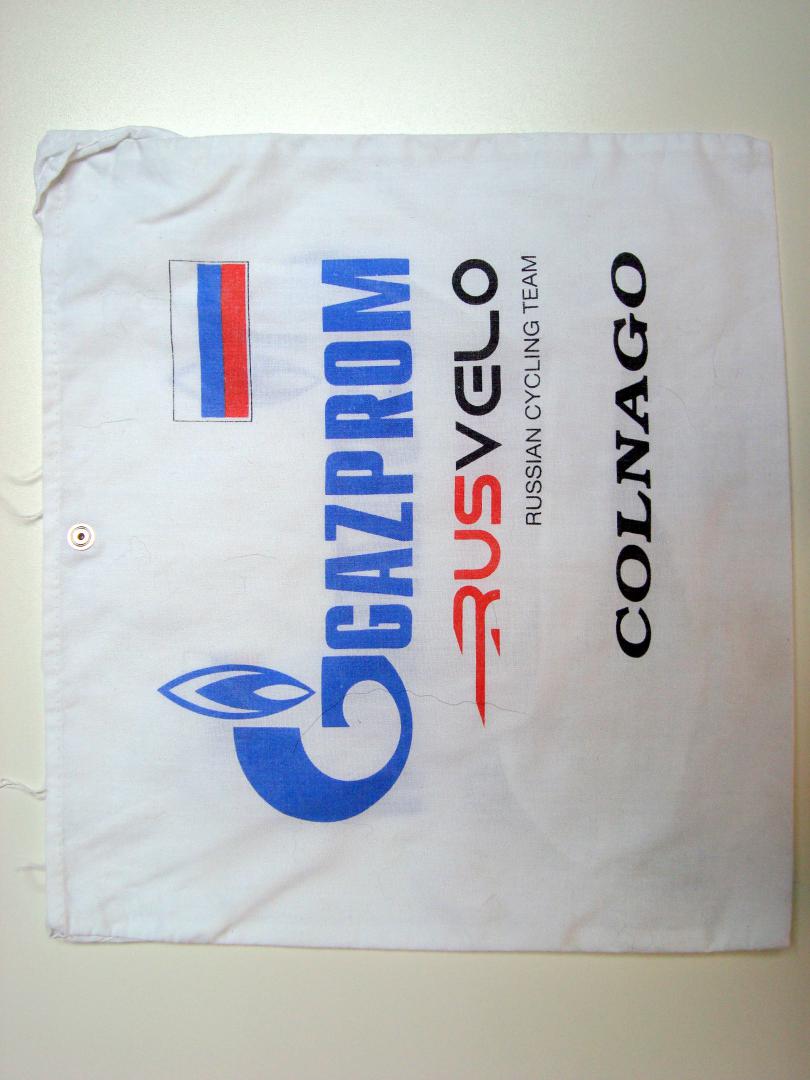 GAZPROM
RUSVELO
RUSSIAN CYCLING TEAM
COLNAGO